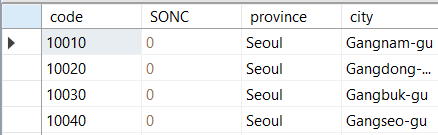 code SONC province city
10010 0 Seoul Gangnam-gu
10020 0 Seoul Gangdong-...
10030 0 Seoul Gangbuk-gu
10040 0 Seoul Gangseo-gu